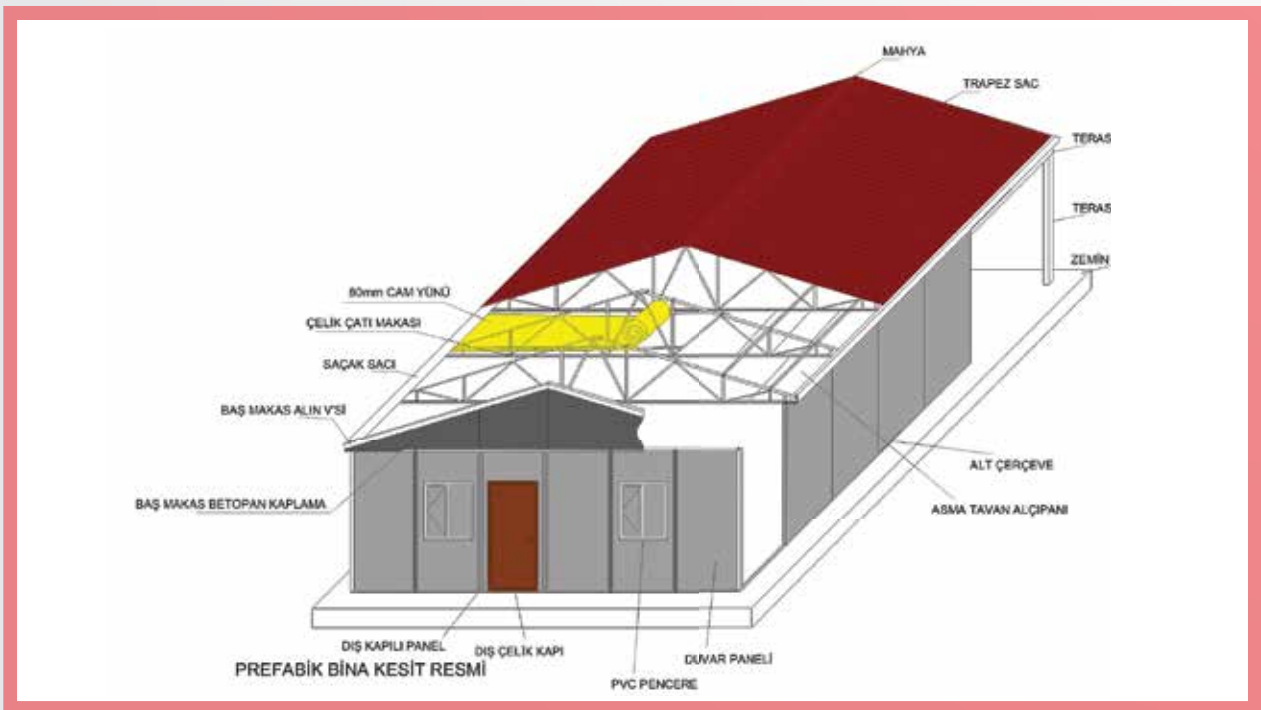 MAHYA
TRAPEZ SAC
TERAS
TERAS
ZEMİN
80mm CAM YÜNÜ
ÇELİK ÇATI MAKASI
SAÇAK SACI
BAŞ MAKAS ALIN V'Sİ
BAŞ MAKAS BETOPAN KAPLAMA
ALT ÇERÇEVE
ASMA TAVAN ALÇIPANI
DIŞ KAPILI PANEL
DIŞ ÇELİK KAPI
DUVAR PANELİ
PVC PENCERE
PREFABİK BİNA KESİT RESMİ